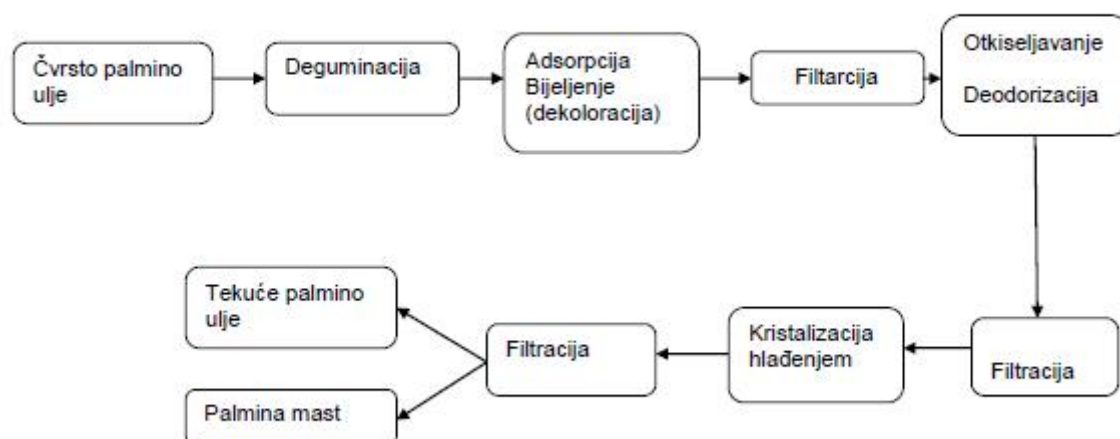 Čvrsto palmino
ulje
Deguminacija
Adsorpcija
Bijeljenje
(dekoloracija)
Filtarcija
Otkiseljavanje
Deodorizacija
Filtracija
Kristalizacija
hlađenjem
Filtracija
Tekuće palmino
ulje
Palmina mast